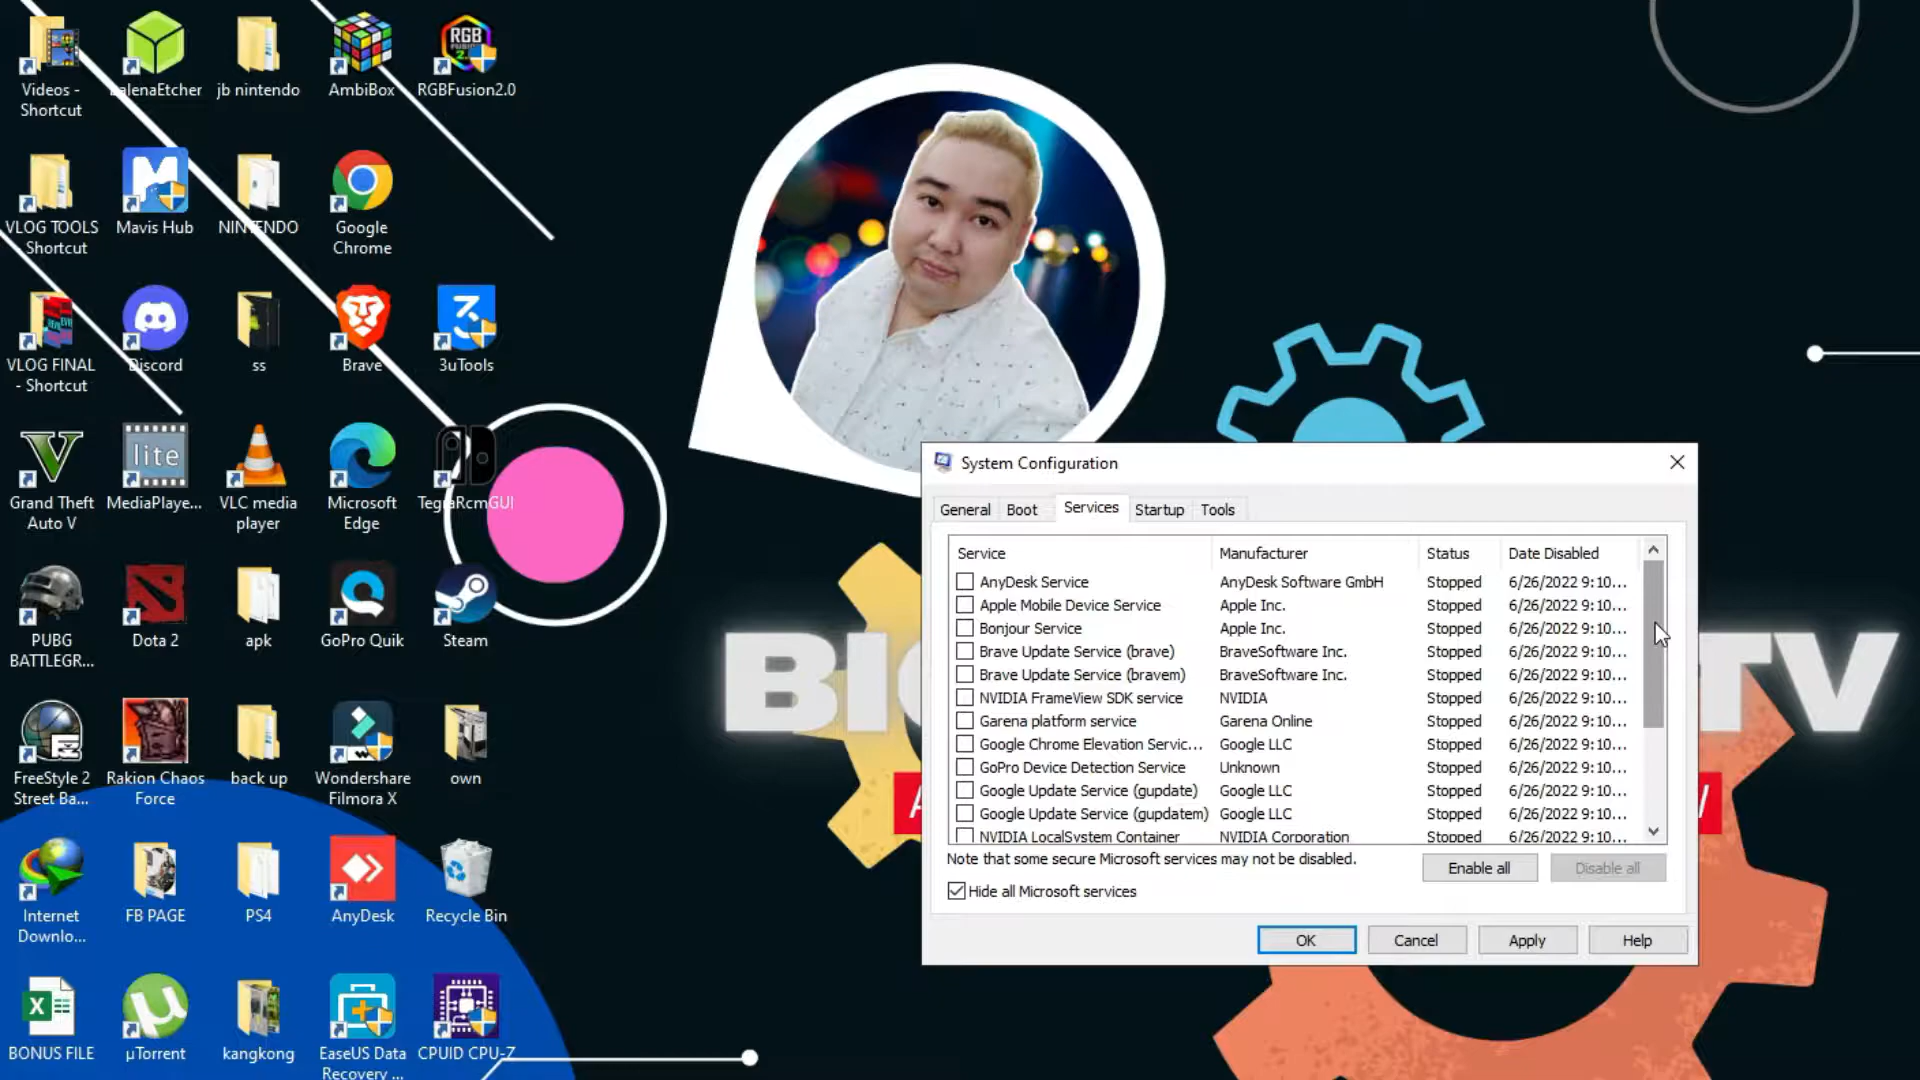 Videos -
Shortcut
balenaEtcher
jb nintendo
AmbiBox
RGB
RGBFusion2.0
VLOG TOOLS
Shortcut
Mavis Hub
NINTENDO
Google
Chrome
VLOG FINAL
- Shortcut
Discord
ss
Brave
3uTools
lite
Grand Theft
Auto V
MediaPlaye...
VLC media
player
Microsoft
Edge
TegraRcmGUI
PUBG
BATTLEGR...
Dota 2
apk
GoPro Quik
Steam
FreeStyle 2
Street Ba...
Rakion Chaos
Force
back up
Wondershare
Filmora X
own
Internet
Downlo...
FB PAGE
PS4
AnyDesk
Recycle Bin
BONUS FILE
µTorrent
kangkong
EaseUS Data
Recovery ...
CPUID CPU-Z
TV
System Configuration
General
Boot
Services
Startup
Tools
Service Manufacturer Status Date Disabled
AnyDesk Service AnyDesk Software GmbH Stopped 6/26/2022 9:10...
Apple Mobile Device Service Apple Inc. Stopped 6/26/2022 9:10...
Bonjour Service Apple Inc. Stopped 6/26/2022 9:10...
Brave Update Service (brave) BraveSoftware Inc. Stopped 6/26/2022 9:10...
Brave Update Service (bravem) BraveSoftware Inc. Stopped 6/26/2022 9:10...
NVIDIA FrameView SDK service NVIDIA Stopped 6/26/2022 9:10...
Garena platform service Garena Online Stopped 6/26/2022 9:10...
Google Chrome Elevation Servic... Google LLC Stopped 6/26/2022 9:10...
GoPro Device Detection Service Unknown Stopped 6/26/2022 9:10...
Google Update Service (gupdate) Google LLC Stopped 6/26/2022 9:10...
Google Update Service (gupdatem) Google LLC Stopped 6/26/2022 9:10...
NVIDIA LocalSystem Container NVIDIA Corporation Stopped 6/26/2022 9:10...
Note that some secure Microsoft services may not be disabled.
Enable all
Disable all
Hide all Microsoft services
OK
Cancel
Apply
Help